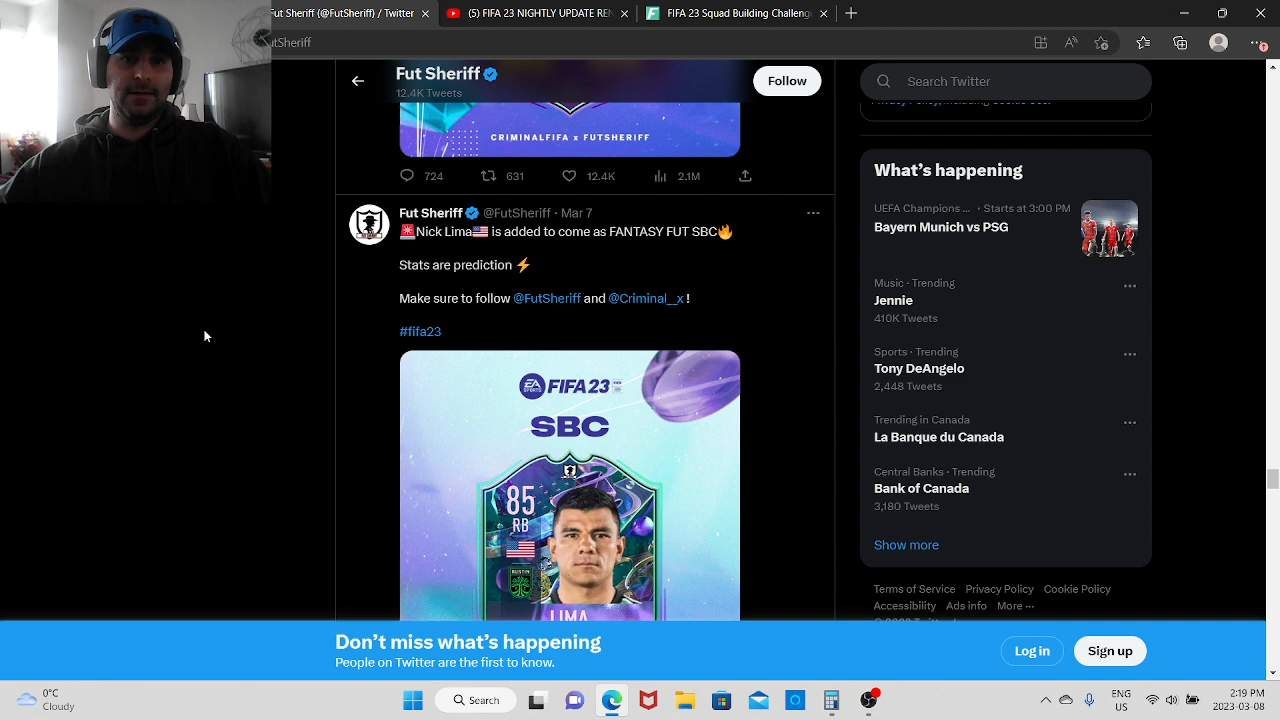 Fut Sheriff (@FutSheriff) / Twitter
(5) FIFA 23 NIGHTLY UPDATE REV
FIFA 23 Squad Building Challeng
utSheriff
Fut Sheriff
12.4K Tweets
Follow
Search Twitter
CRIMINALFIFA x FUTSHERIFF
724
631
12.4K
2.1M
Fut Sheriff @FutSheriff · Mar 7
🚨Nick Lima🇺🇸 is added to come as FANTASY FUT SBC🔥
Stats are prediction ⚡
Make sure to follow @FutSheriff and @Criminal__x !
#fifa23
EA SPORTS FIFA 23
SBC
85
RB
AUSTIN
LIMA
What's happening
UEFA Champions ... · Starts at 3:00 PM
Bayern Munich vs PSG
Music · Trending
Jennie
410K Tweets
Sports · Trending
Tony DeAngelo
2,448 Tweets
Trending in Canada
La Banque du Canada
Central Banks · Trending
Bank of Canada
3,180 Tweets
Show more
Terms of Service Privacy Policy Cookie Policy
Accessibility Ads info More ···
Don't miss what's happening
People on Twitter are the first to know.
Log in
Sign up
0°C
Cloudy
Search
ENG
US
2:19 PM
2023-03-08